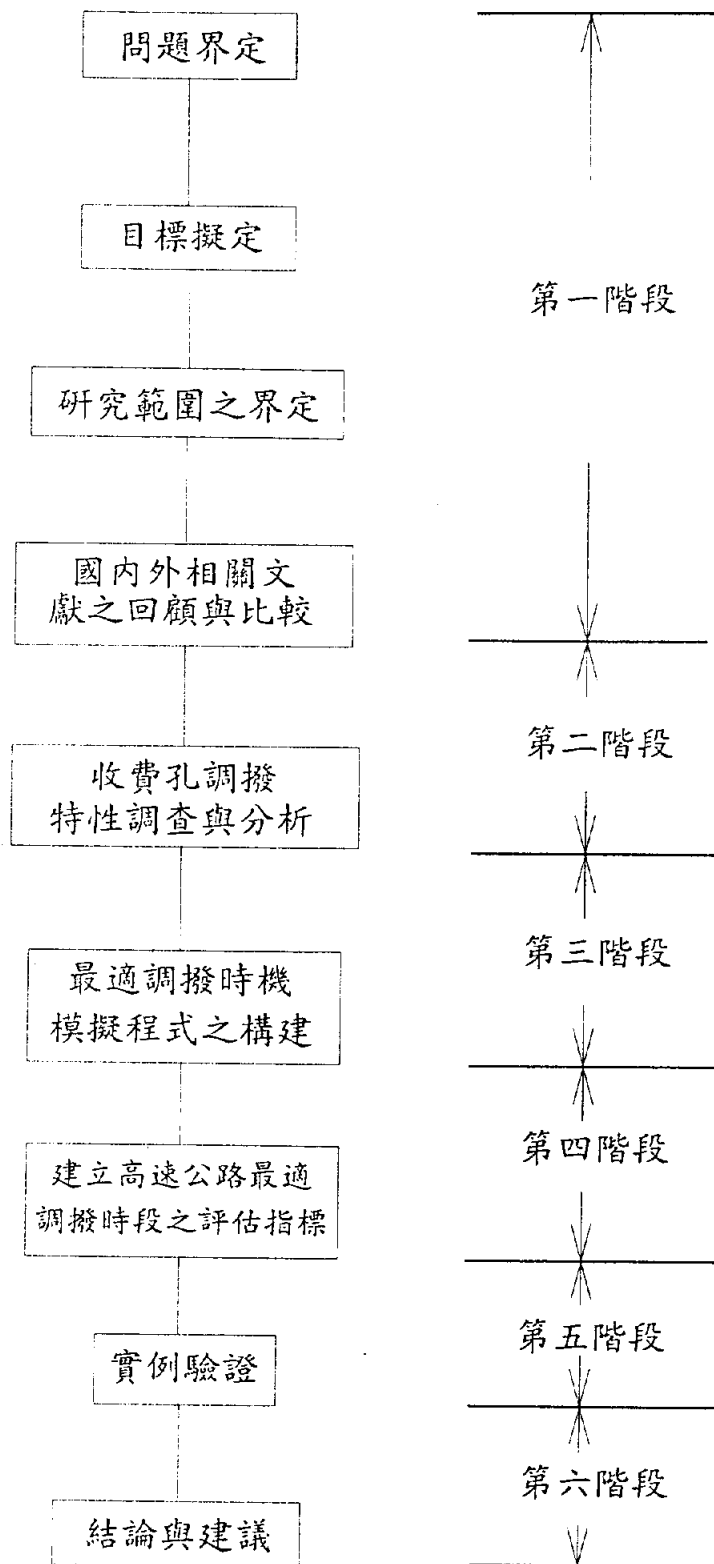 問題界定
目標擬定
第一階段
研究範圍之界定
國內外相關文
獻之回顧與比較
第二階段
收費孔調撥
特性調查與分析
第三階段
最適調撥時機
模擬程式之構建
第四階段
建立高速公路最適
調撥時段之評估指標
第五階段
實例驗證
第六階段
結論與建議